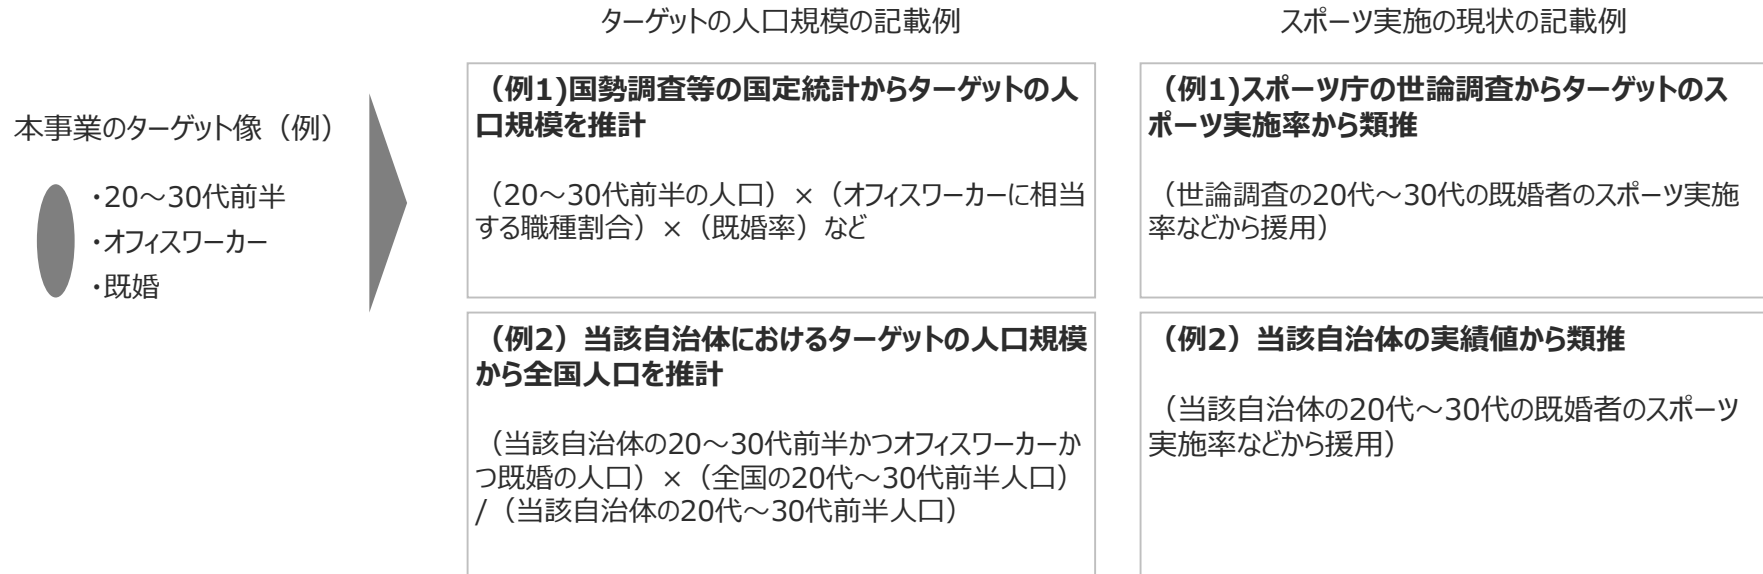 ターゲットの人口規模の記載例
スポーツ実施の現状の記載例
本事業のターゲット像（例）
・20～30代前半
・オフィスワーカー
・既婚
（例1)国勢調査等の国定統計からターゲットの人
口規模を推計
（20～30代前半の人口）×（オフィスワーカーに相当
する職種割合）×（既婚率）など
（例1)スポーツ庁の世論調査からターゲットのス
ポーツ実施率から類推
（世論調査の20代～30代の既婚者のスポーツ実施
率などから援用）
（例2）当該自治体におけるターゲットの人口規模
から全国人口を推計
（当該自治体の20～30代前半かつオフィスワーカーか
つ既婚の人口）×（全国の20代～30代前半人口）
/（当該自治体の20代～30代前半人口）
（例2）当該自治体の実績値から類推
（当該自治体の20代～30代の既婚者のスポーツ
実施率などから援用）